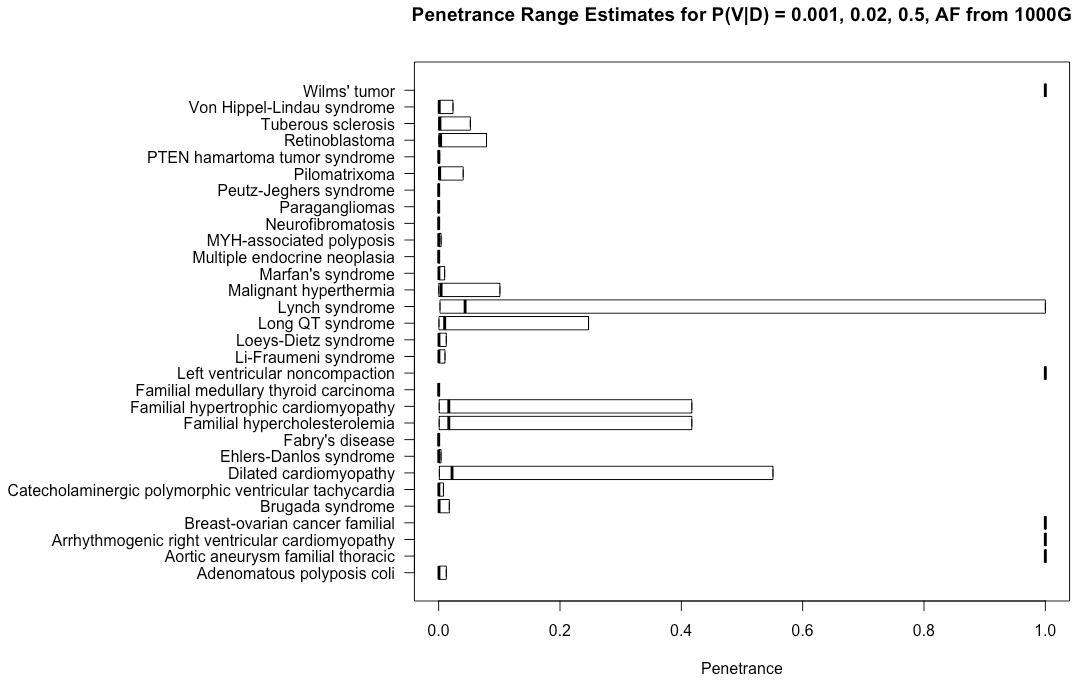 Penetrance Range Estimates for P(V|D) = 0.001, 0.02, 0.5, AF from 1000G
Wilms' tumor
Von Hippel-Lindau syndrome
Tuberous sclerosis
Retinoblastoma
PTEN hamartoma tumor syndrome
Pilomatrixoma
Peutz-Jeghers syndrome
Paragangliomas
Neurofibromatosis
MYH-associated polyposis
Multiple endocrine neoplasia
Marfan's syndrome
Malignant hyperthermia
Lynch syndrome
Long QT syndrome
Loeys-Dietz syndrome
Li-Fraumeni syndrome
Left ventricular noncompaction
Familial medullary thyroid carcinoma
Familial hypertrophic cardiomyopathy
Familial hypercholesterolemia
Fabry's disease
Ehlers-Danlos syndrome
Dilated cardiomyopathy
Catecholaminergic polymorphic ventricular tachycardia
Brugada syndrome
Breast-ovarian cancer familial
Arrhythmogenic right ventricular cardiomyopathy
Aortic aneurysm familial thoracic
Adenomatous polyposis coli
0.0 0.2 0.4 0.6 0.8 1.0
Penetrance